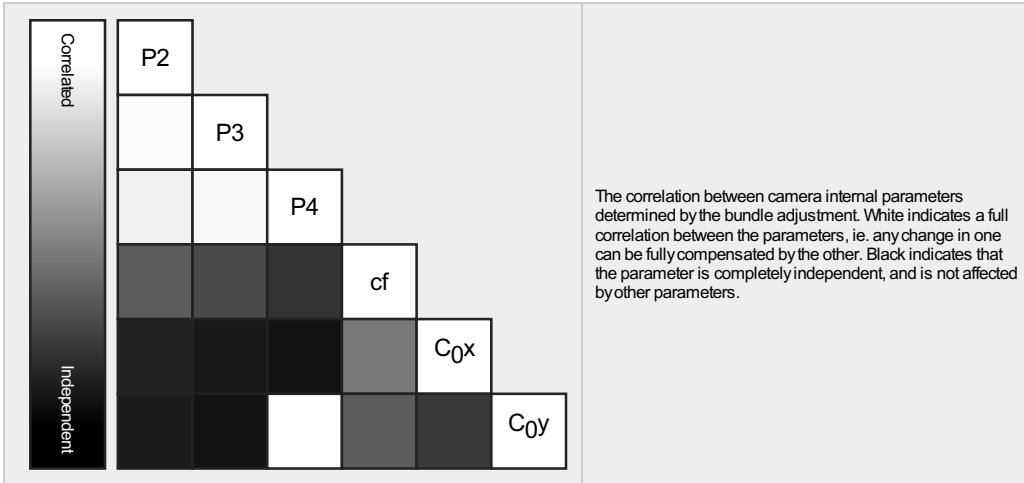 Correlated
Independent
P2
P3
P4
cf
C0x
C0y
The correlation between camera internal parameters
determined by the bundle adjustment. White indicates a full
correlation between the parameters, ie. any change in one
can be fully compensated by the other. Black indicates that
the parameter is completely independent, and is not affected
by other parameters.